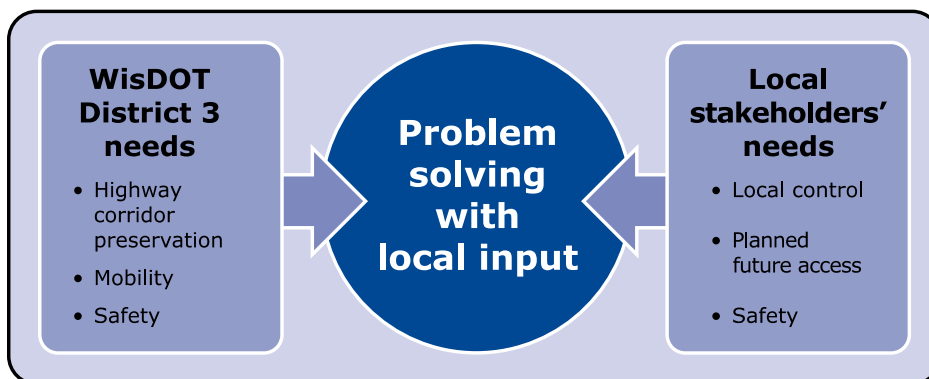 WisDOT
District 3
needs
• Highway
corridor
preservation
• Mobility
• Safety
Problem
solving
with
local input
Local
stakeholders’
needs
• Local control
• Planned
future access
• Safety